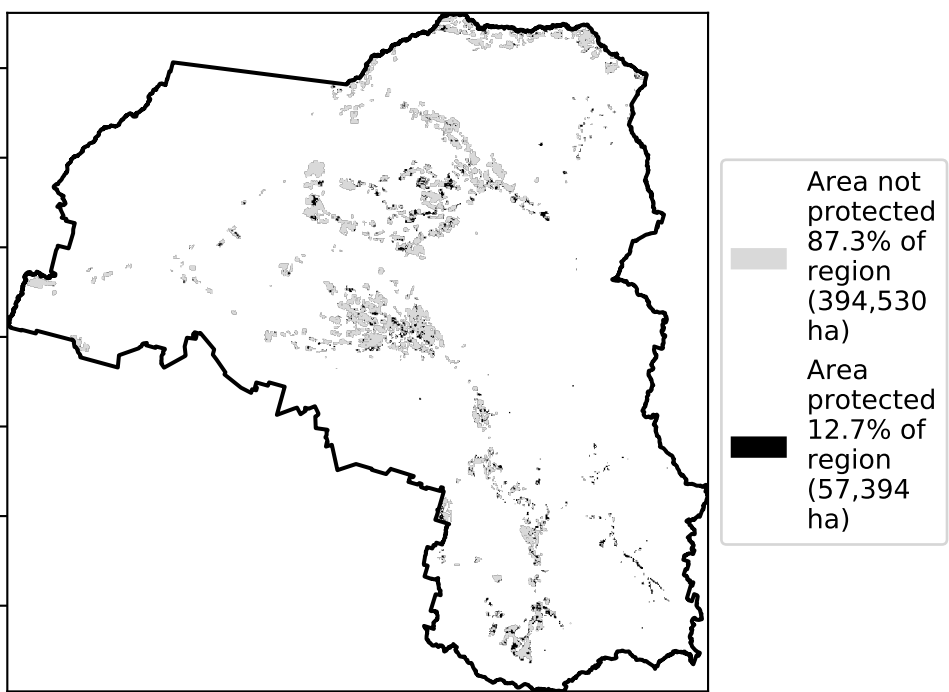 Area not
protected
87.3% of
region
(394,530
ha)
Area
protected
12.7% of
region
(57,394
ha)